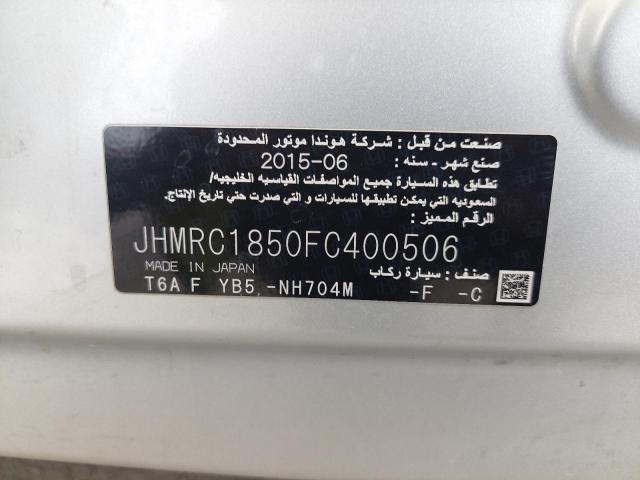 صنعت من قبل : شركة هوندا موتور المحدودة
صنع شهر - سنه : 2015-06
تطابق هذه السيارة جميع المواصفات القياسيه الخليجيه/
السعوديه التي يمكن تطبيقها للسيارات و التي صدرت حتي تاريخ الإنتاج.
الرقم المميز :
JHMRC1850FC400506
MADE IN JAPAN صنف : سيارة ركاب
T6A F YB5 -NH704M -F -C